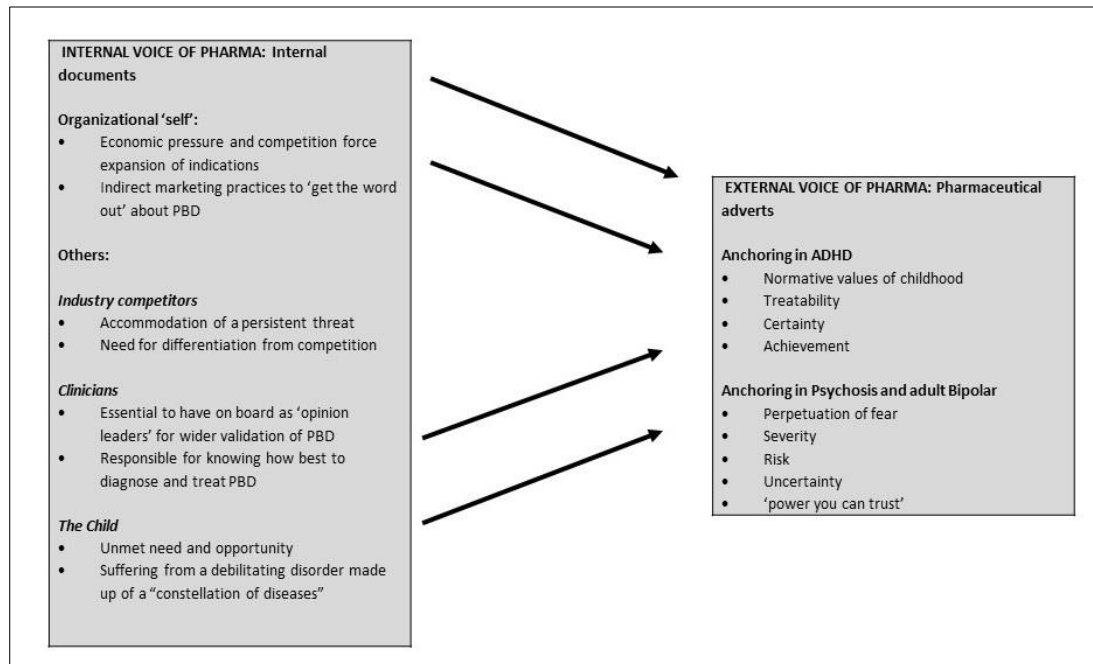 INTERNAL VOICE OF PHARMA: Internal
documents
Organizational ‘self’:
• Economic pressure and competition force
expansion of indications
• Indirect marketing practices to ‘get the word
out’ about PBD
Others:
Industry competitors
• Accommodation of a persistent threat
• Need for differentiation from competition
Clinicians
• Essential to have on board as ‘opinion
leaders’ for wider validation of PBD
• Responsible for knowing how best to
diagnose and treat PBD
The Child
• Unmet need and opportunity
• Suffering from a debilitating disorder made
up of a “constellation of diseases”
EXTERNAL VOICE OF PHARMA: Pharmaceutical
adverts
Anchoring in ADHD
• Normative values of childhood
• Treatability
• Certainty
• Achievement
Anchoring in Psychosis and adult Bipolar
• Perpetuation of fear
• Severity
• Risk
• Uncertainty
• ‘power you can trust’